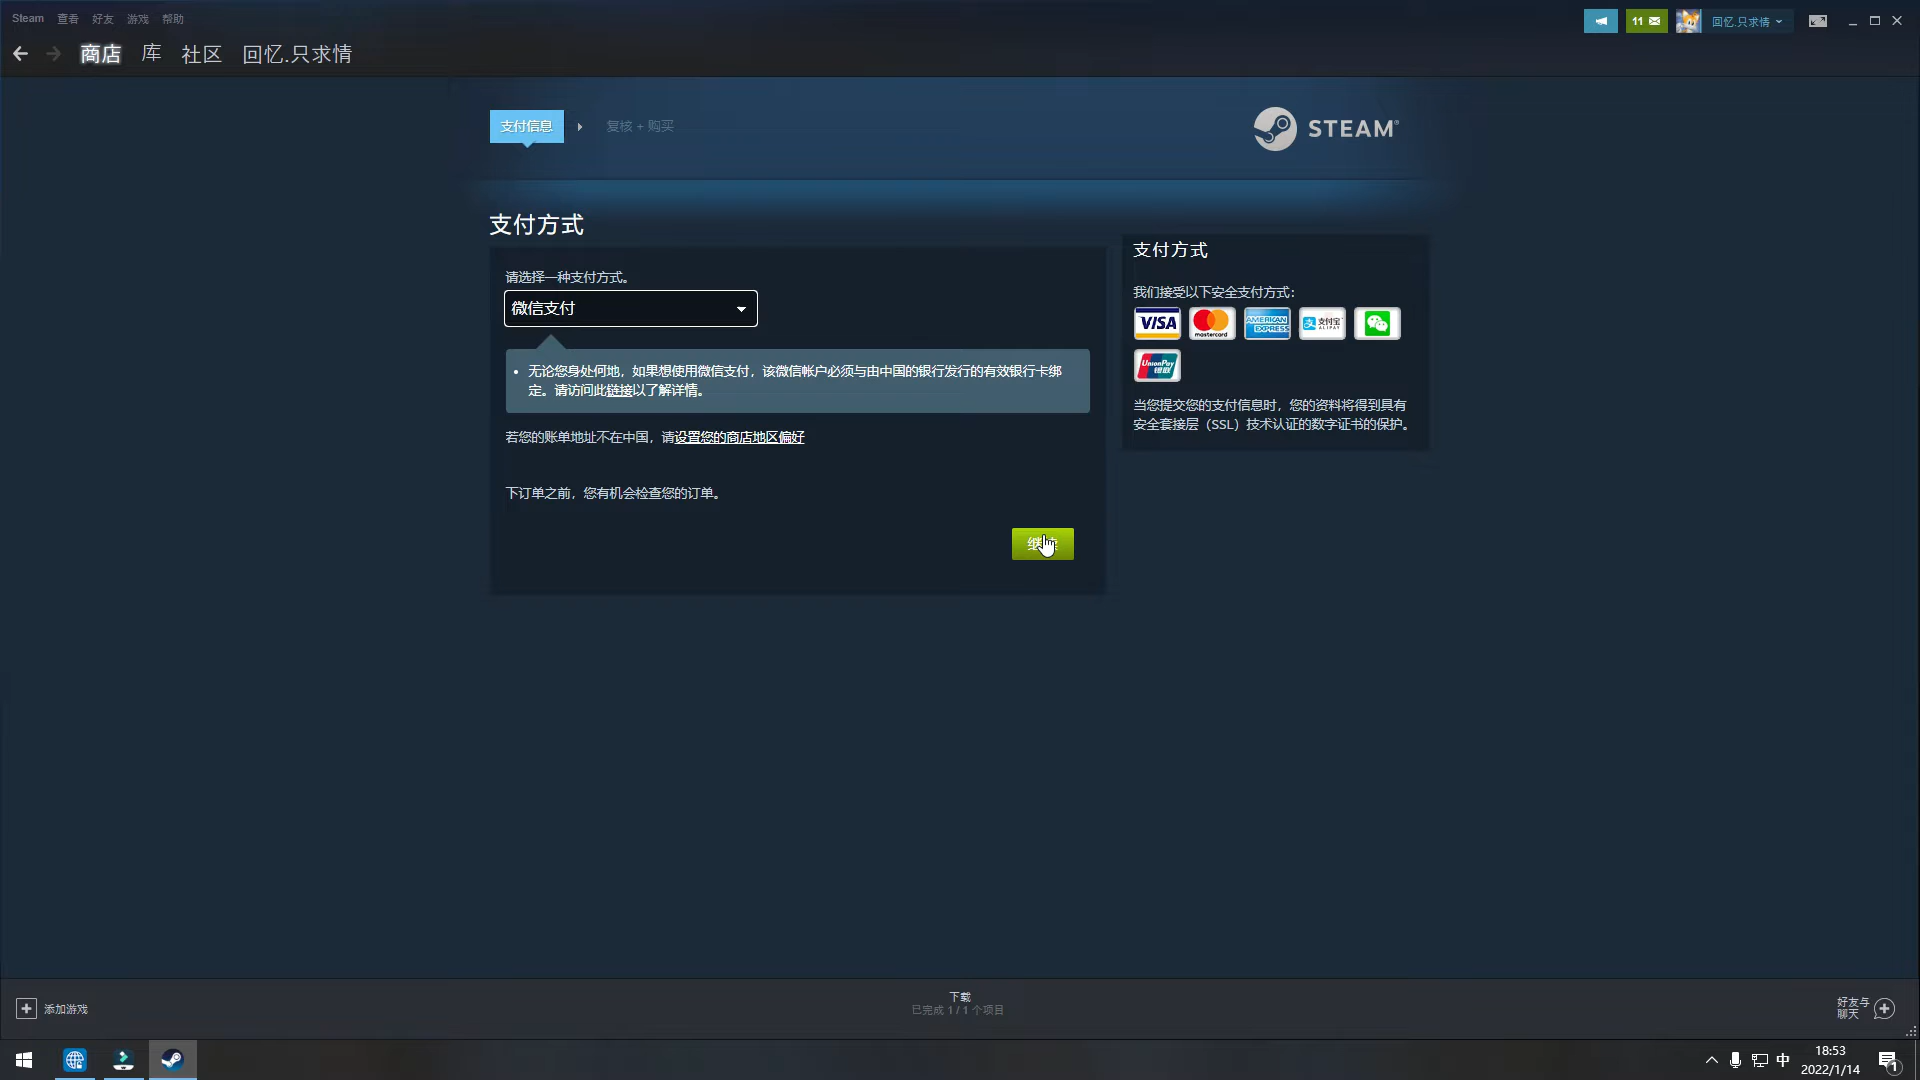 Steam 查看 好友 游戏 帮助
11
回忆.只求情
商店 库 社区 回忆.只求情
支付信息
复核 + 购买
STEAM®
支付方式
请选择一种支付方式。
微信支付
无论您身处何地，如果想使用微信支付，该微信帐户必须与由中国的银行发行的有效银行卡绑
定。请访问此链接以了解详情。
若您的账单地址不在中国，请设置您的商店地区偏好
下订单之前，您有机会检查您的订单。
支付方式
我们接受以下安全支付方式：
VISA
mastercard
AMERICAN EXPRESS
支 支付宝 ALIPAY
UnionPay 银联
当您提交您的支付信息时，您的资料将得到具有
安全套接层（SSL）技术认证的数字证书的保护。
添加游戏
下载
已完成 1 / 1 个项目
好友与
聊天
中
18:53
2022/1/14
1